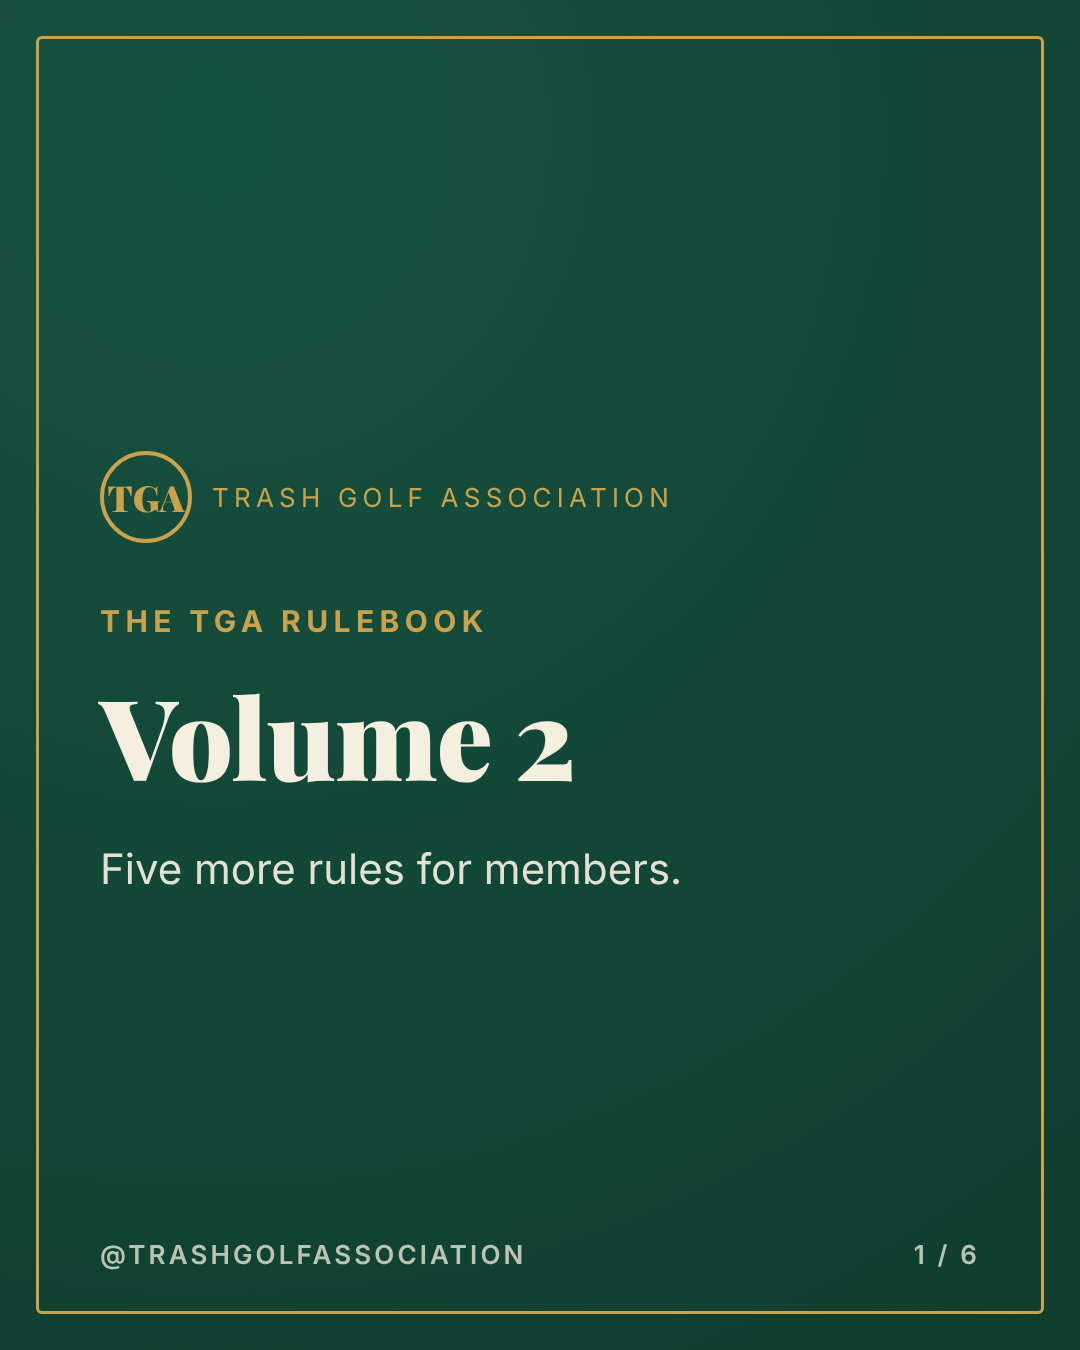 TGA TRASH GOLF ASSOCIATION
THE TGA RULEBOOK
Volume 2
Five more rules for members.
@TRASHGOLFASSOCIATION 1 / 6